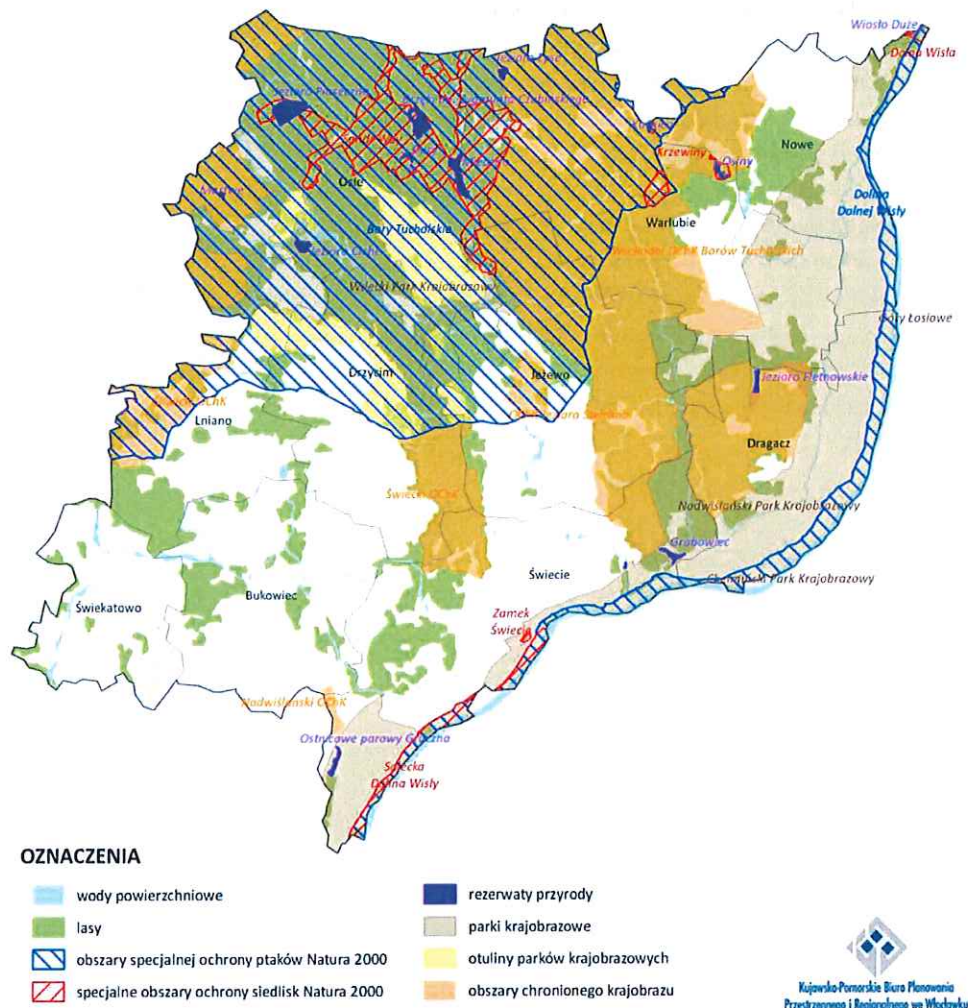 Wiosło Duże
Dolna Wisła
Nowe
Krzewiny
Osiny
Osie
Dolina
Dolnej Wisły
Warlubie
Bory Tucholskie
Wdecki Park Krajobrazowy
Góry Łosiowe
Drzycim
Jeżewo
Jezioro Fletnowskie
Lniano
Dragacz
Świecki OChK
Nadwiślański Park Krajobrazowy
Grabowiec
Świecie
Chełmiński Park Krajobrazowy
Świekatowo
Bukowiec
Zamek
Świecie
Nadwiślański OChK
Ostnicowe parowy Gruczna
Solecka
Dolina Wisły
OZNACZENIA
wody powierzchniowe
lasy
obszary specjalnej ochrony ptaków Natura 2000
specjalne obszary ochrony siedlisk Natura 2000
rezerwaty przyrody
parki krajobrazowe
otuliny parków krajobrazowych
obszary chronionego krajobrazu
Kujawsko-Pomorskie Biuro Planowania
Przestrzennego i Regionalnego we Włocławku